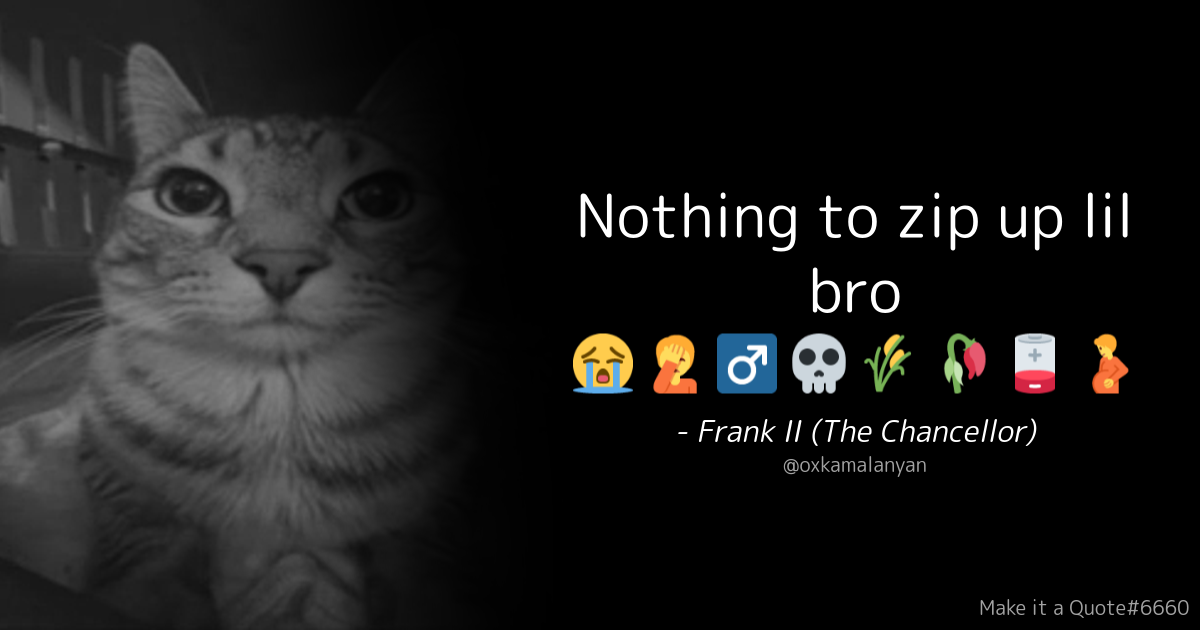 Nothing to zip up lil
bro
😭🤦♂️💀🌾🥀🪫🫃
- Frank II (The Chancellor)
@oxkamalanyan
Make it a Quote#6660